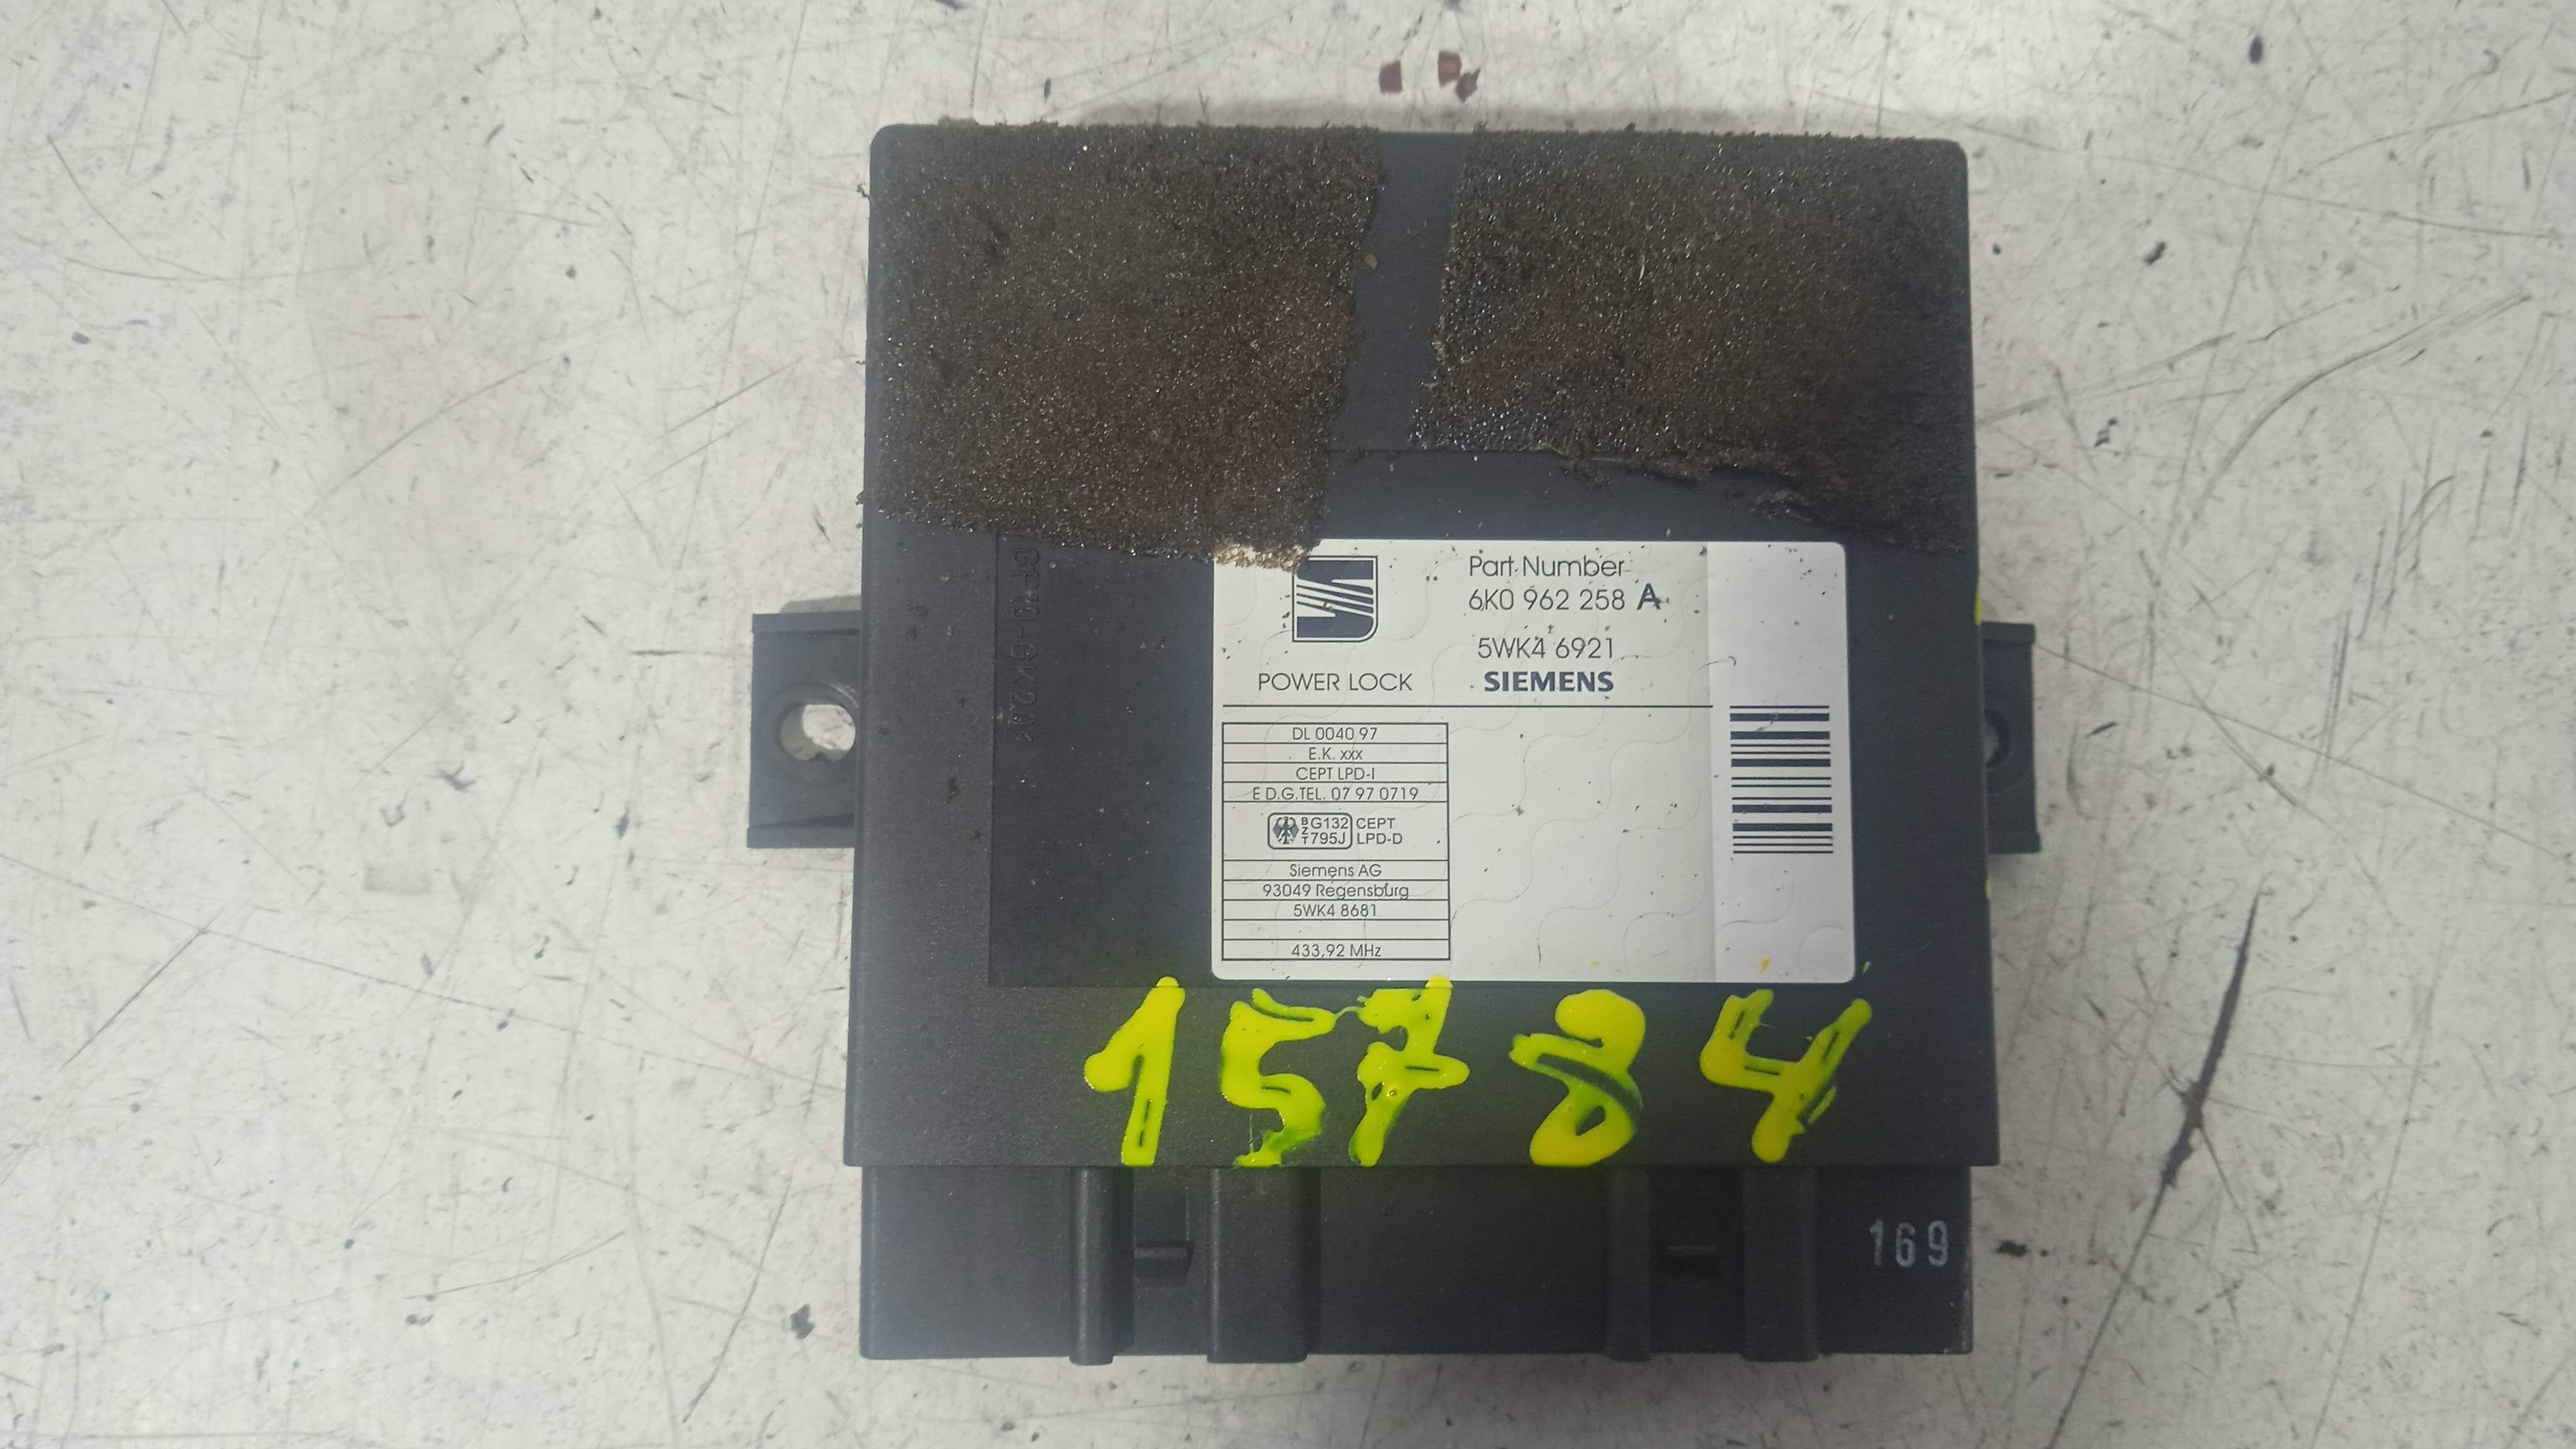 Part Number
6K0 962 258 A
5WK4 6921
POWER LOCK SIEMENS
DL 0040 97
E.K. xxx
CEPT LPD-I
E D.G.TEL. 07 97 0719
BZT G132 795J CEPT LPD-D
Siemens AG
93049 Regensburg
5WK4 8681
433,92 MHz
15784
169